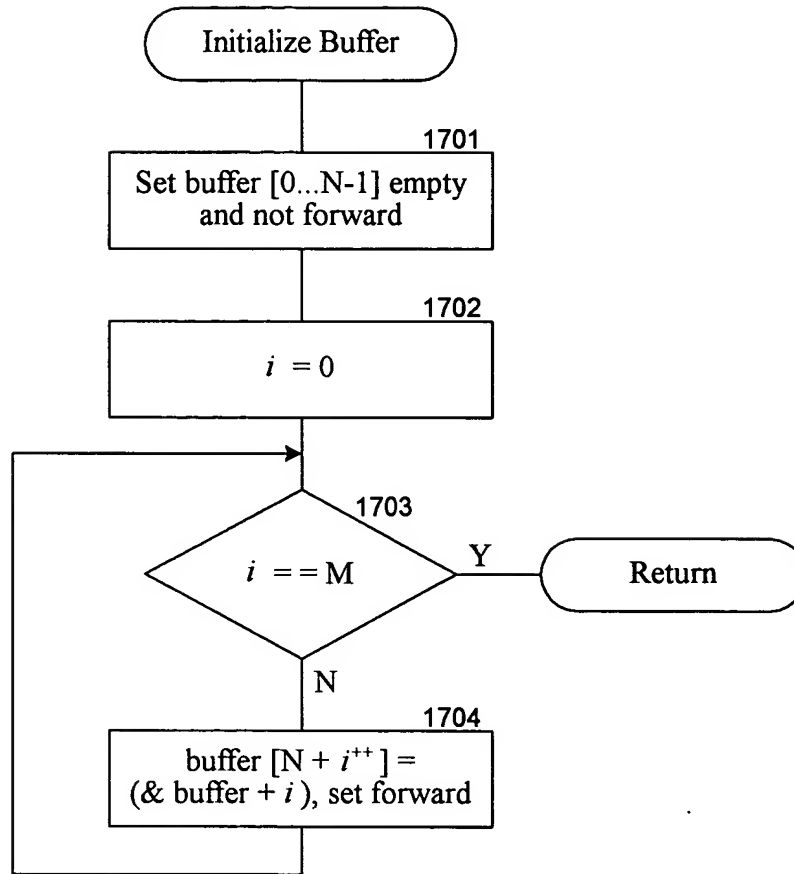 Initialize Buffer
1701
Set buffer [0...N-1] empty
and not forward
1702
i = 0
1703
i = = M
Y
Return
N
1704
buffer [N + i++] =
(& buffer + i ), set forward